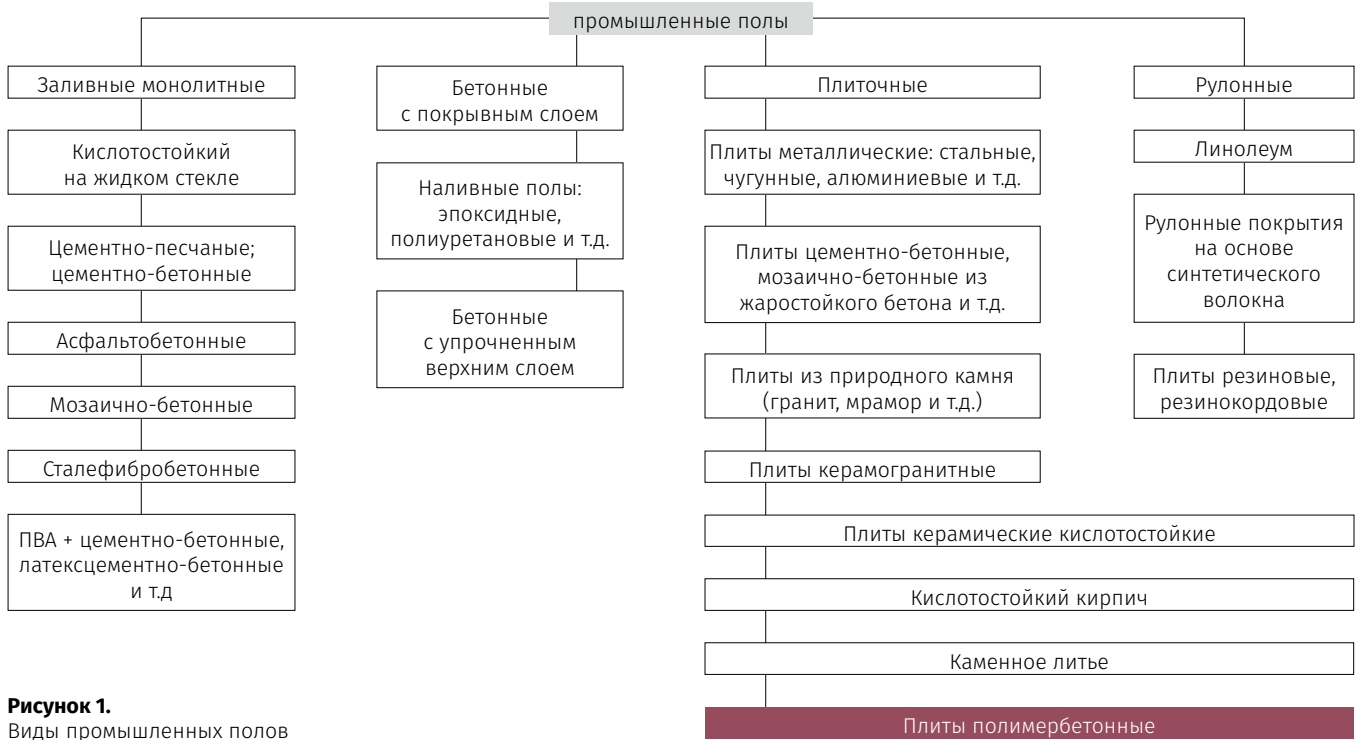 промышленные полы
Заливные монолитные
Кислотостойкий
на жидком стекле
Цементно-песчаные;
цементно-бетонные
Асфальтобетонные
Мозаично-бетонные
Сталефибробетонные
ПВА + цементно-бетонные,
латексцементно-бетонные
и т.д
Бетонные
с покрывным слоем
Наливные полы:
эпоксидные,
полиуретановые и т.д.
Бетонные
с упрочненным
верхним слоем
Плиточные
Плиты металлические: стальные,
чугунные, алюминиевые и т.д.
Плиты цементно-бетонные,
мозаично-бетонные из
жаростойкого бетона и т.д.
Плиты из природного камня
(гранит, мрамор и т.д.)
Плиты керамогранитные
Плиты керамические кислотостойкие
Кислотостойкий кирпич
Каменное литье
Плиты полимербетонные
Рулонные
Линолеум
Рулонные покрытия
на основе
синтетического
волокна
Плиты резиновые,
резинокордовые
Рисунок 1.
Виды промышленных полов